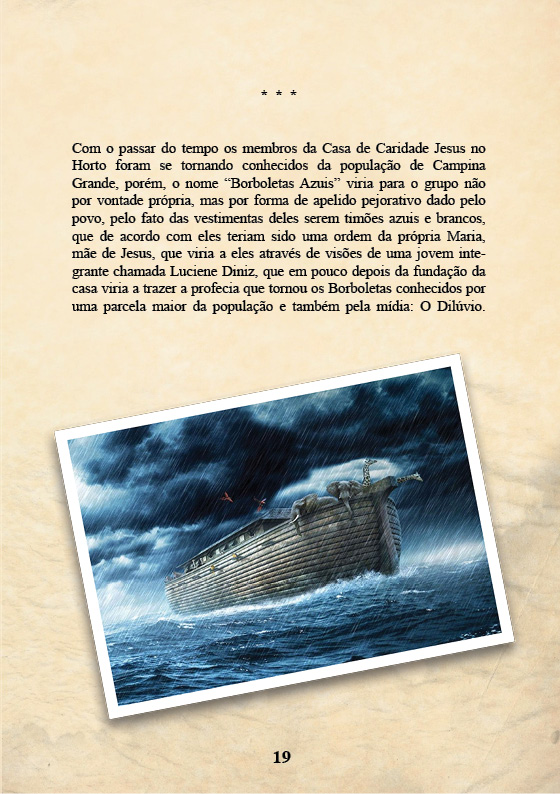 * * *
Com o passar do tempo os membros da Casa de Caridade Jesus no
Horto foram se tornando conhecidos da população de Campina
Grande, porém, o nome “Borboletas Azuis” viria para o grupo não
por vontade própria, mas por forma de apelido pejorativo dado pelo
povo, pelo fato das vestimentas deles serem timões azuis e brancos,
que de acordo com eles teriam sido uma ordem da própria Maria,
mãe de Jesus, que viria a eles através de visões de uma jovem inte-
grante chamada Luciene Diniz, que em pouco depois da fundação da
casa viria a trazer a profecia que tornou os Borboletas conhecidos por
uma parcela maior da população e também pela mídia: O Dilúvio.
19